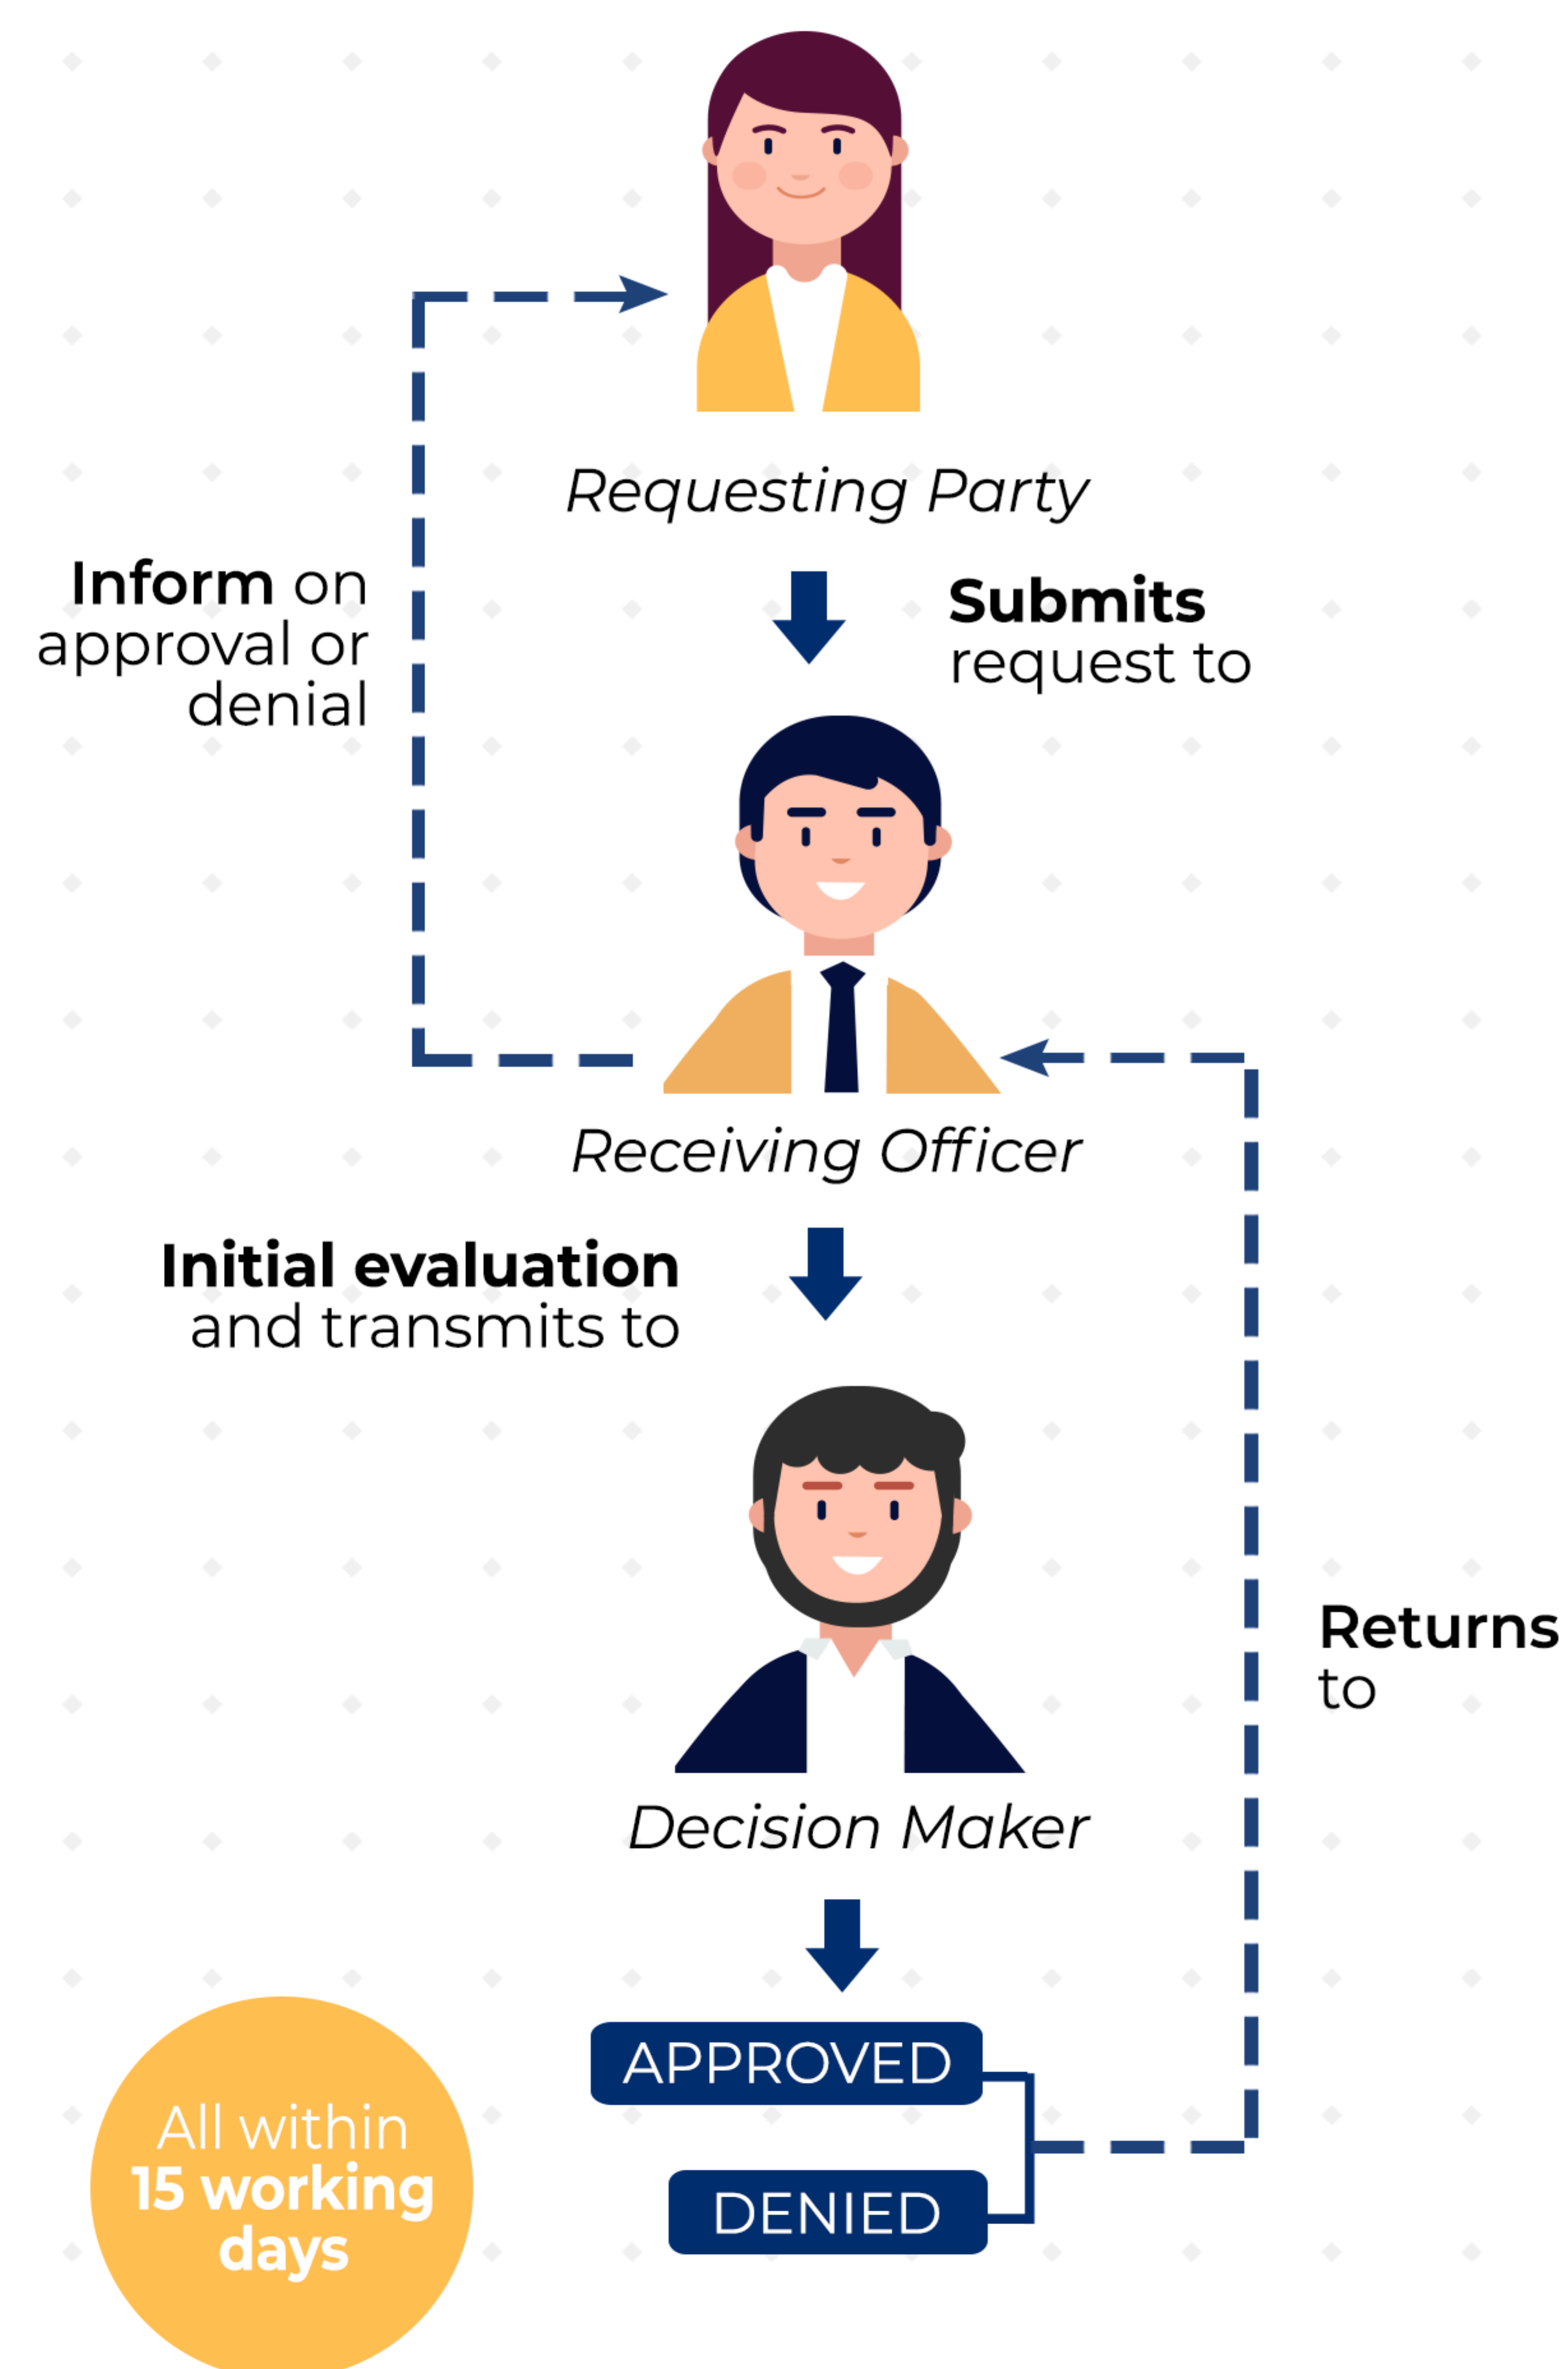 Requesting Party
Inform on
approval or
denial
Submits
request to
Receiving Officer
Initial evaluation
and transmits to
Decision Maker
Returns
to
APPROVED
DENIED
All within
15 working
days